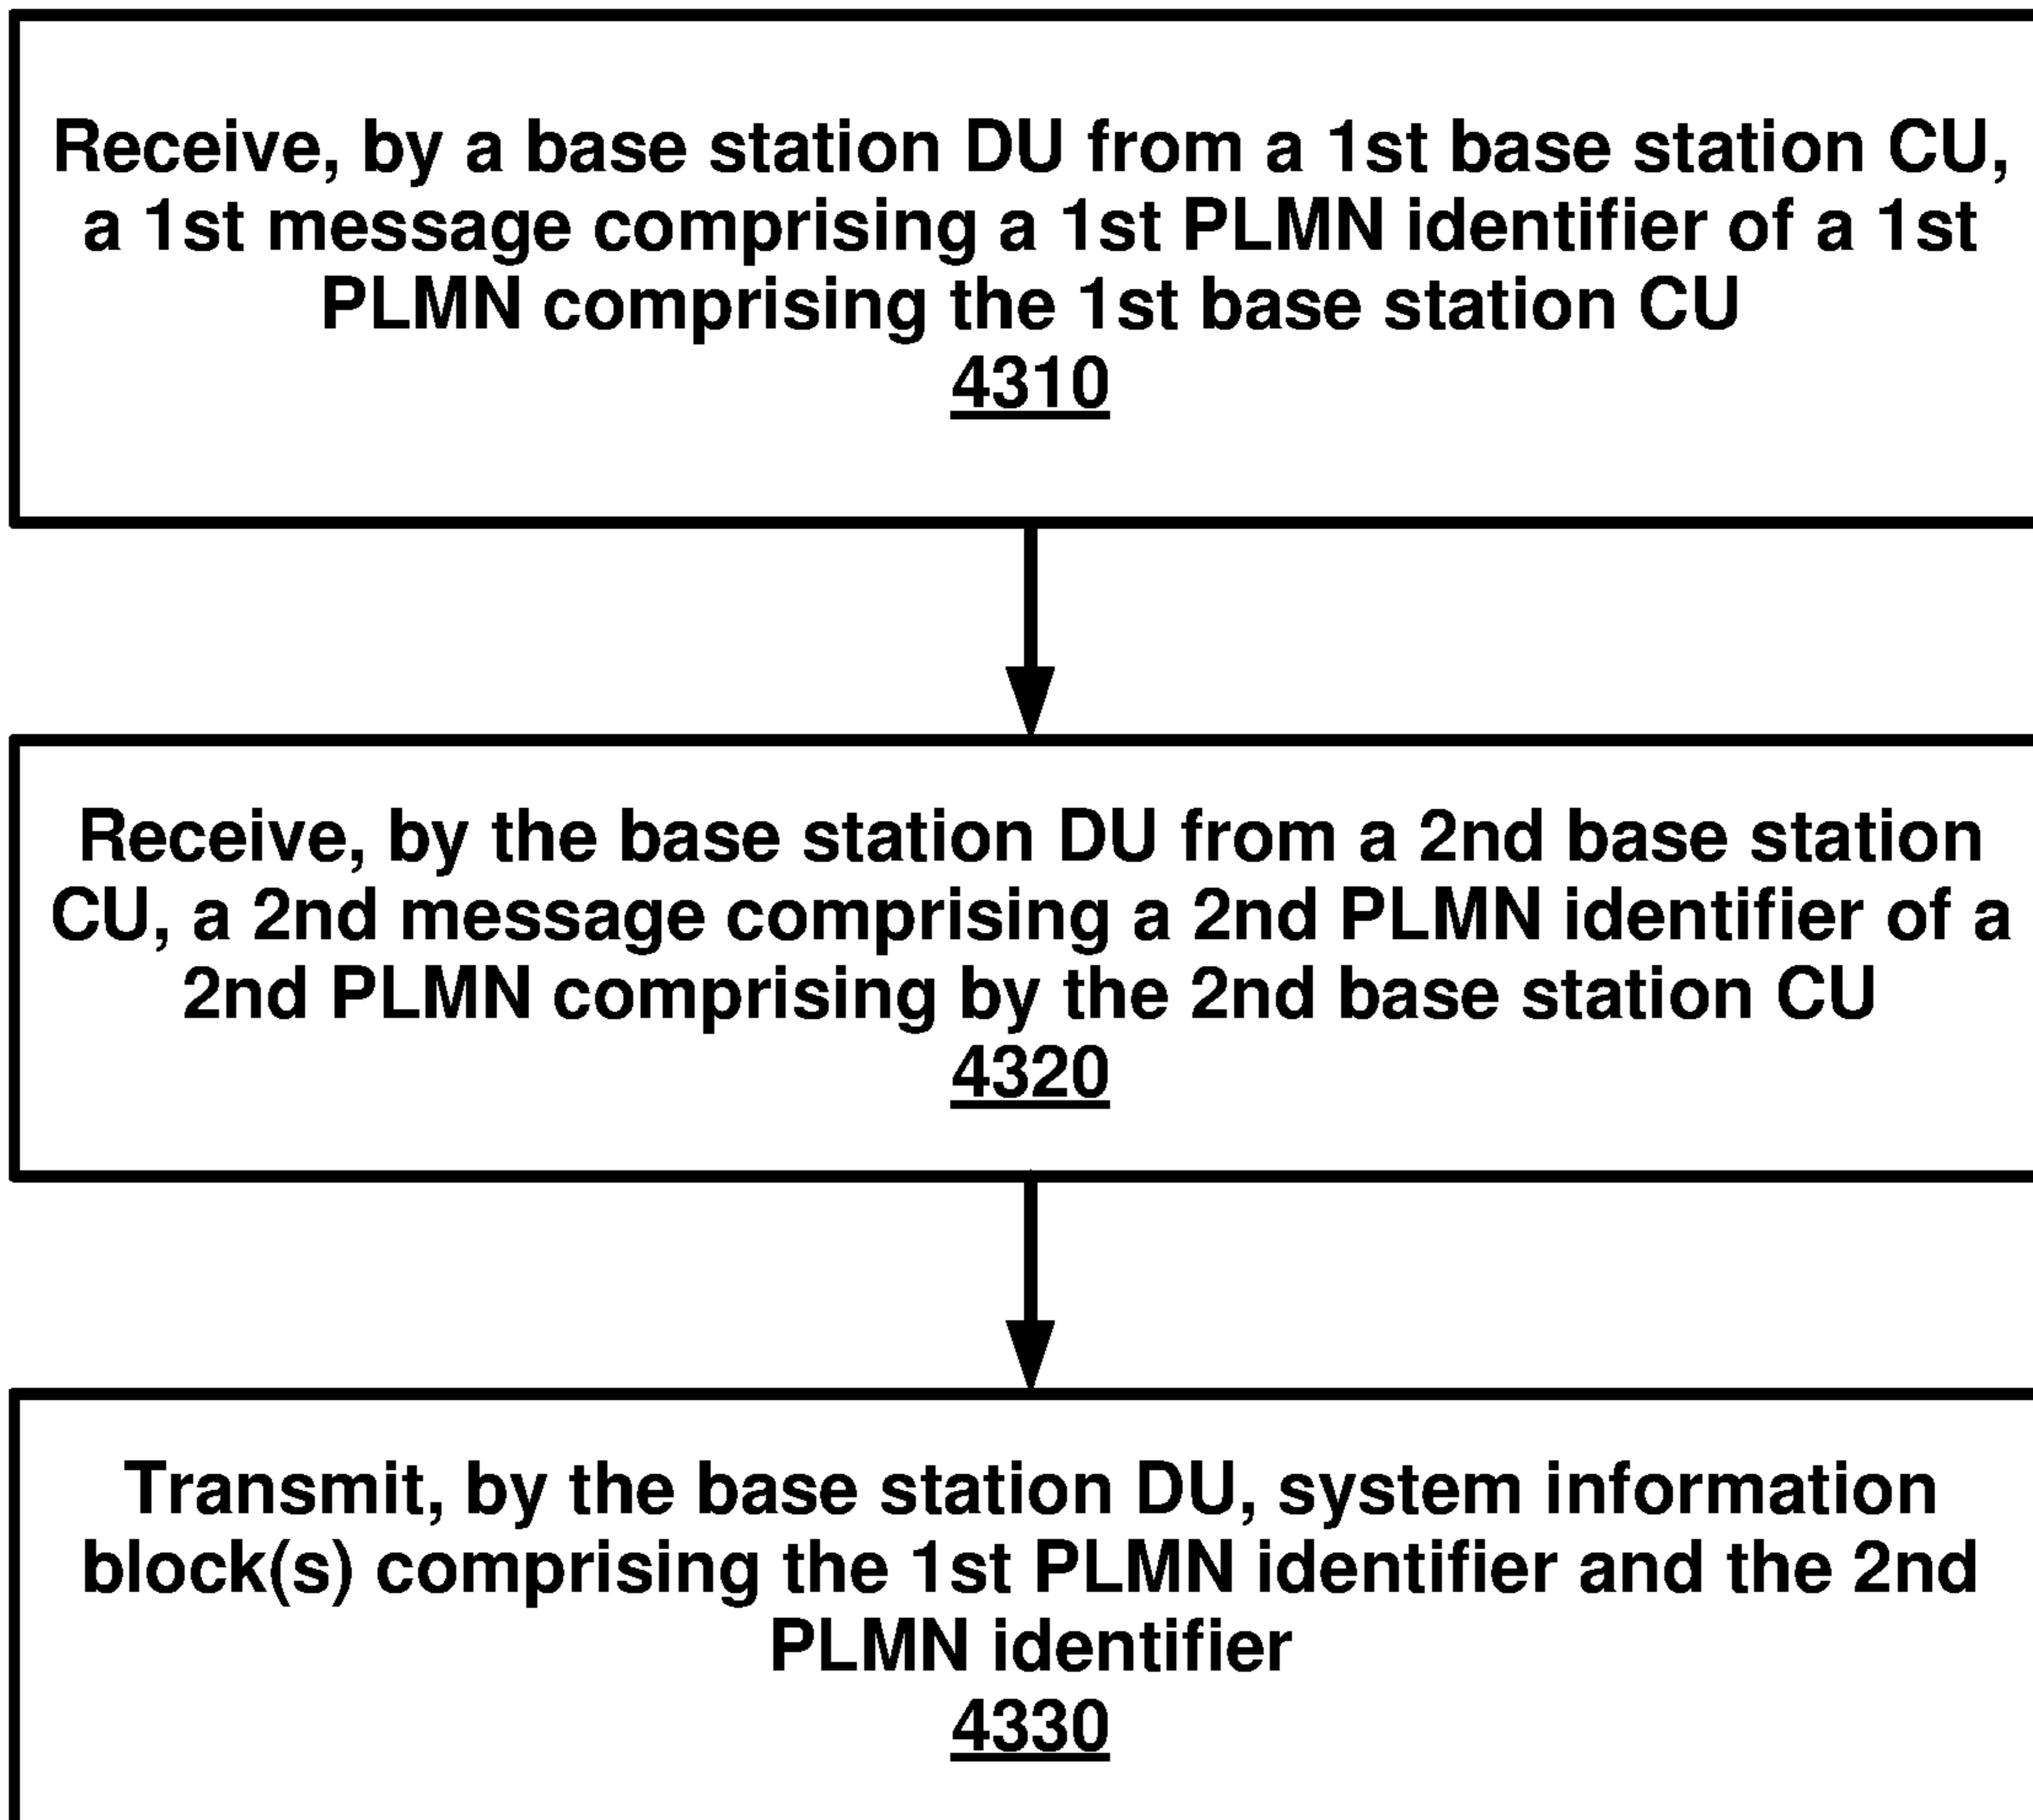 Receive, by a base station DU from a 1st base station CU,
a 1st message comprising a 1st PLMN identifier of a 1st
PLMN comprising the 1st base station CU
4310
Receive, by the base station DU from a 2nd base station
CU, a 2nd message comprising a 2nd PLMN identifier of a
2nd PLMN comprising by the 2nd base station CU
4320
Transmit, by the base station DU, system information
block(s) comprising the 1st PLMN identifier and the 2nd
PLMN identifier
4330